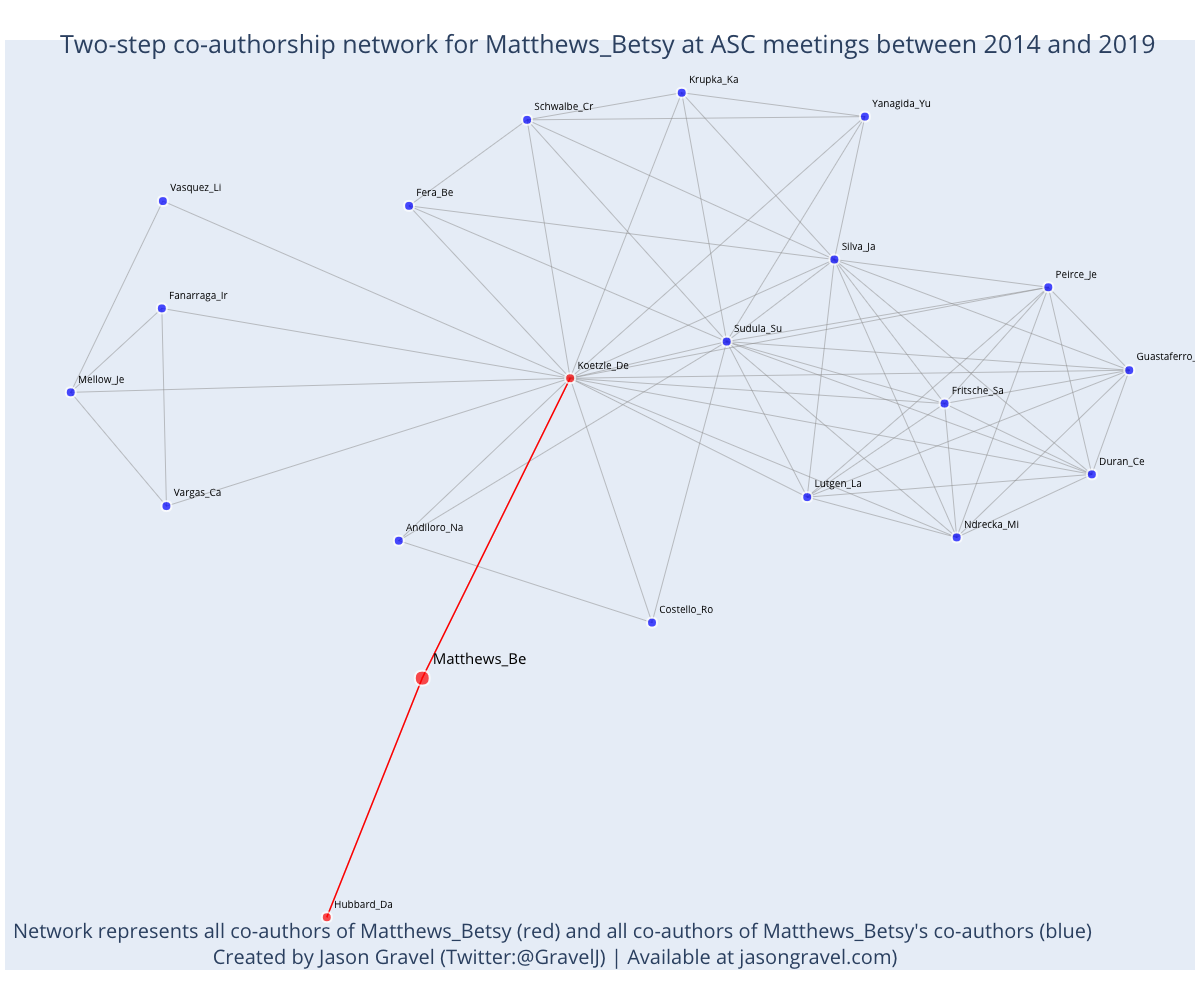 Two-step co-authorship network for Matthews_Betsy at ASC meetings between 2014 and 2019
Krupka_Ka
Schwalbe_Cr
Yanagida_Yu
Vasquez_Li
Fera_Be
Silva_Ja
Peirce_Je
Fanarraga_Ir
Sudula_Su
Guastaferro_
Koetzle_De
Mellow_Je
Fritsche_Sa
Duran_Ce
Lutgen_La
Vargas_Ca
Andiloro_Na
Ndrecka_Mi
Costello_Ro
Matthews_Be
Hubbard_Da
Network represents all co-authors of Matthews_Betsy (red) and all co-authors of Matthews_Betsy's co-authors (blue)
Created by Jason Gravel (Twitter:@GravelJ) | Available at jasongravel.com)